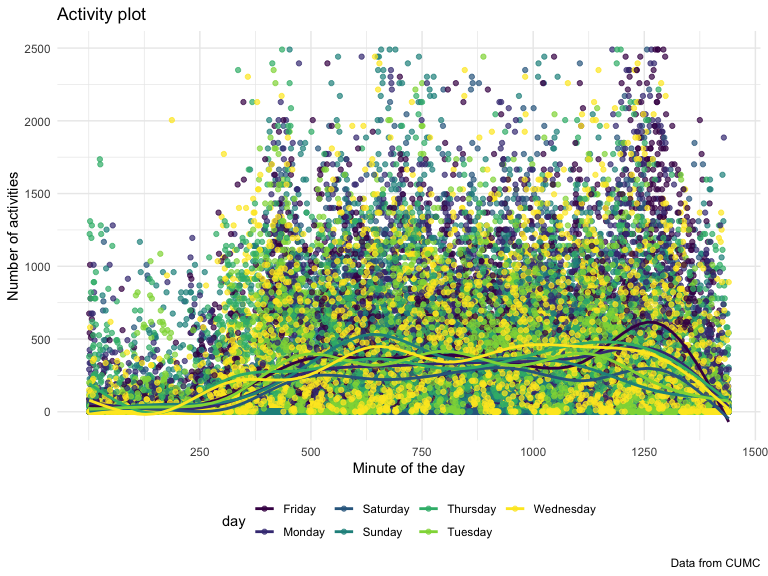 Activity plot
2500
2000
1500
1000
500
0
Number of activities
250 500 750 1000 1250 1500
Minute of the day
day
Friday Saturday Thursday Wednesday
Monday Sunday Tuesday
Data from CUMC